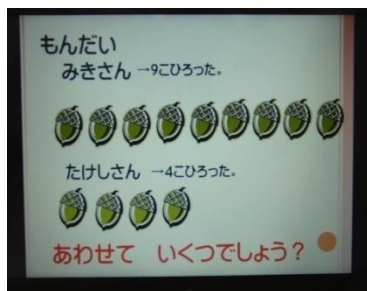 もんだい
みきさん →9こひろった。
たけしさん →4こひろった。
あわせて いくつでしょう？